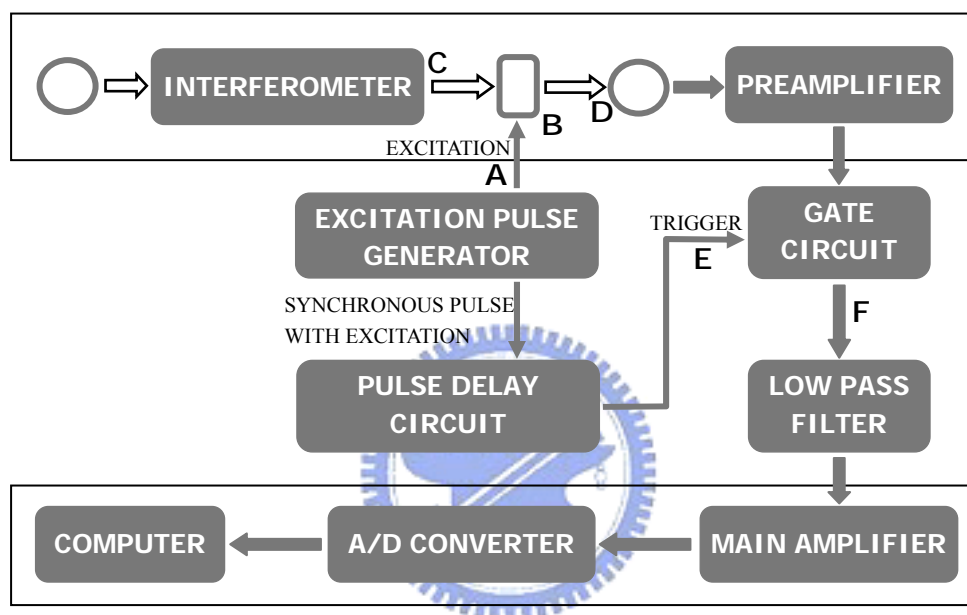 C
INTERFEROMETER
PREAMPLIFIER
B
D
EXCITATION
A
EXCITATION PULSE
GENERATOR
TRIGGER
E
GATE
CIRCUIT
SYNCHRONOUS PULSE
WITH EXCITATION
F
PULSE DELAY
CIRCUIT
LOW PASS
FILTER
COMPUTER
A/D CONVERTER
MAIN AMPLIFIER